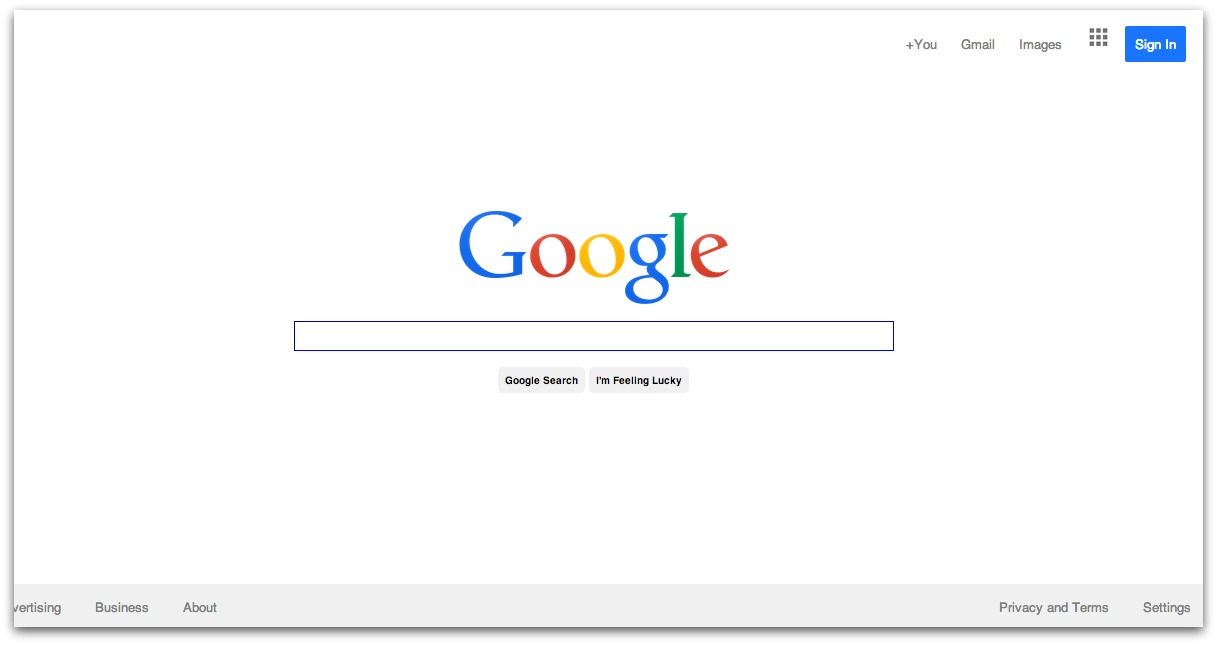 +You Gmail Images Sign In
Google
Google Search I'm Feeling Lucky
vertising Business About Privacy and Terms Settings